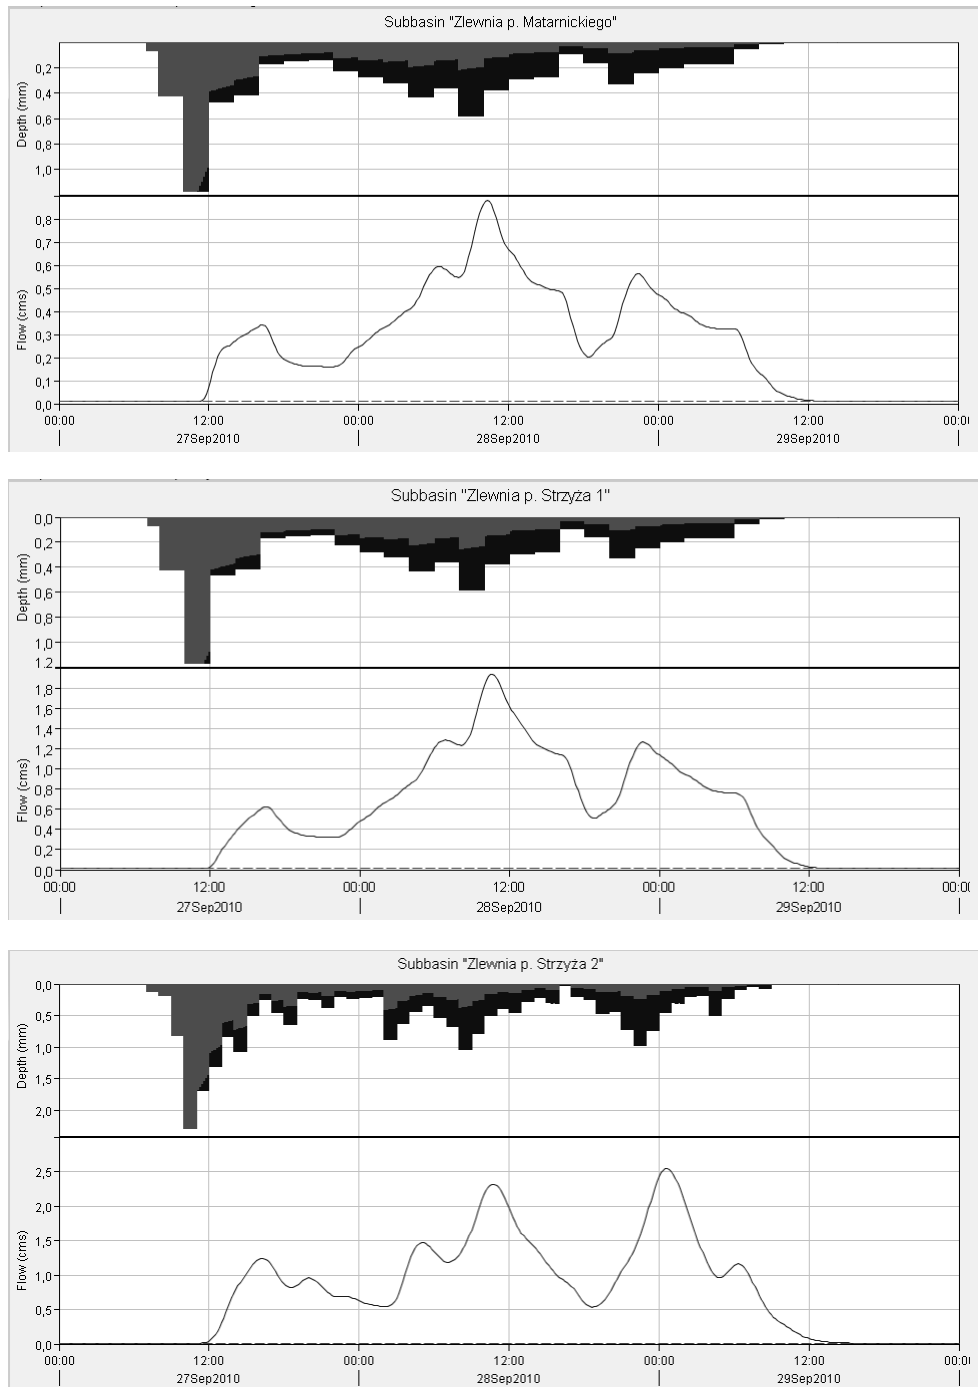 Subbasin "Zlewnia p. Matarnickiego"
Depth (mm)
0,2
0,4
0,6
0,8
1,0
Flow (cms)
0,8
0,7
0,6
0,5
0,4
0,3
0,2
0,1
0,0
00:00 12:00 00:00 12:00 00:00 12:00 00:0
27Sep2010 28Sep2010 29Sep2010
Subbasin "Zlewnia p. Strzyża 1"
Depth (mm)
0,0
0,2
0,4
0,6
0,8
1,0
1,2
Flow (cms)
1,8
1,6
1,4
1,2
1,0
0,8
0,6
0,4
0,2
0,0
00:00 12:00 00:00 12:00 00:00 12:00 00:0
27Sep2010 28Sep2010 29Sep2010
Subbasin "Zlewnia p. Strzyża 2"
Depth (mm)
0,0
0,5
1,0
1,5
2,0
Flow (cms)
2,5
2,0
1,5
1,0
0,5
0,0
00:00 12:00 00:00 12:00 00:00 12:00 00:0
27Sep2010 28Sep2010 29Sep2010